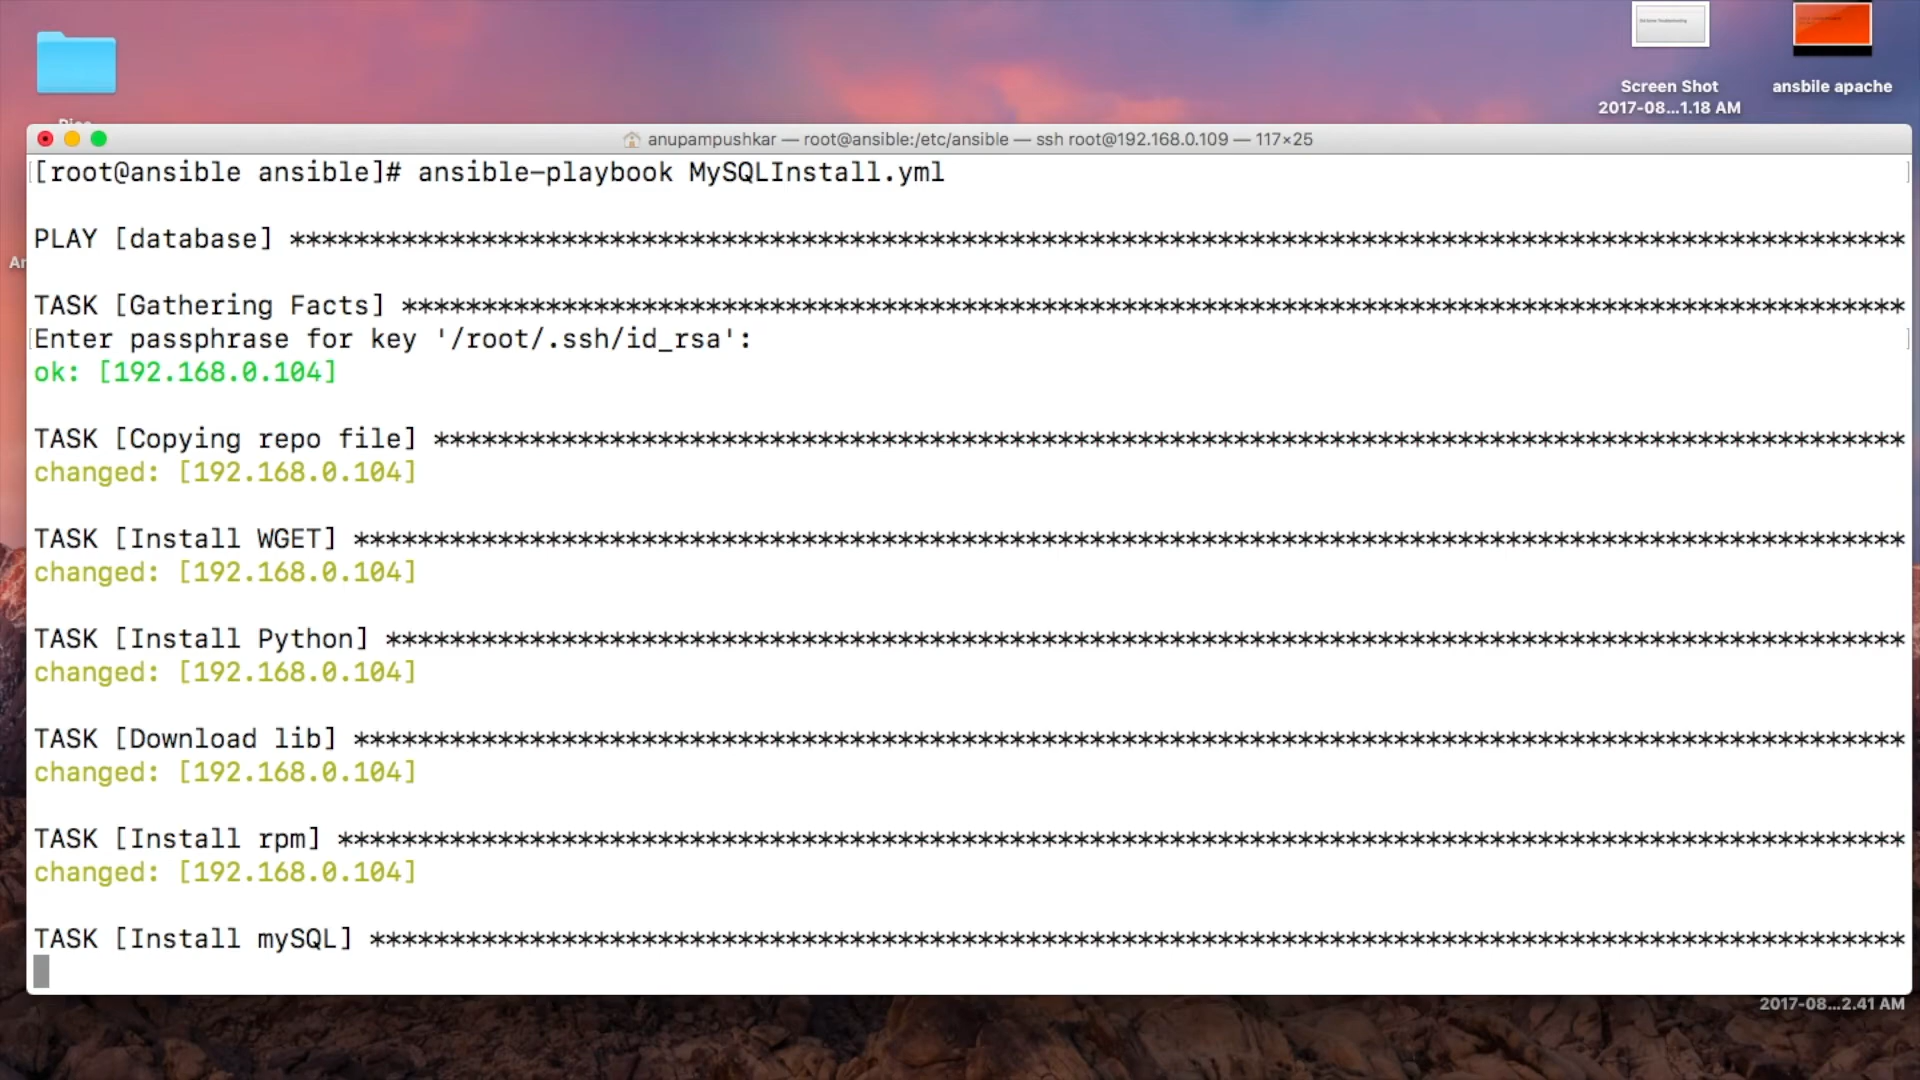 Screen Shot
2017-08...1.18 AM
ansbile apache
anupampushkar — root@ansible:/etc/ansible — ssh root@192.168.0.109 — 117×25
[root@ansible ansible]# ansible-playbook MySQLInstall.yml
PLAY [database] *****************************************************************************************************
TASK [Gathering Facts] **********************************************************************************************
Enter passphrase for key '/root/.ssh/id_rsa':
ok: [192.168.0.104]
TASK [Copying repo file] ********************************************************************************************
changed: [192.168.0.104]
TASK [Install WGET] *************************************************************************************************
changed: [192.168.0.104]
TASK [Install Python] ***********************************************************************************************
changed: [192.168.0.104]
TASK [Download lib] *************************************************************************************************
changed: [192.168.0.104]
TASK [Install rpm] **************************************************************************************************
changed: [192.168.0.104]
TASK [Install mySQL] ************************************************************************************************
2017-08...2.41 AM